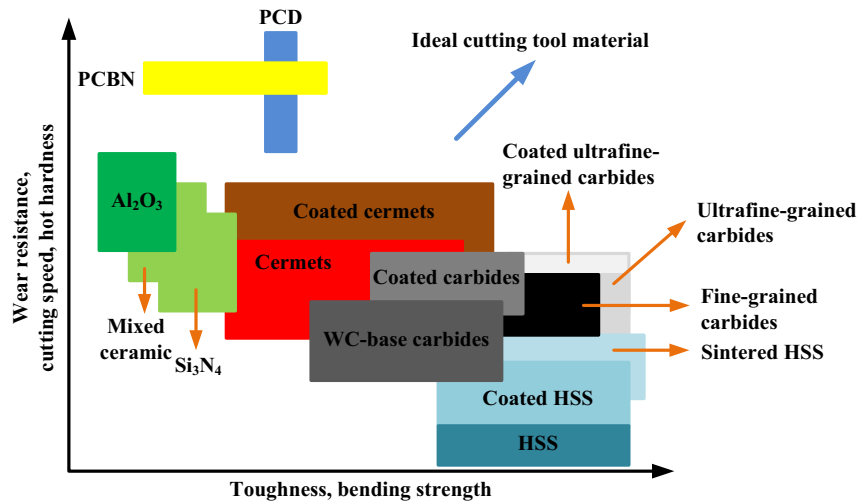 PCD
Ideal cutting tool material
PCBN
Coated ultrafine-
grained carbides
Wear resistance,
cutting speed, hot hardness
Al₂O₃
Coated cermets
Ultrafine-grained
carbides
Cermets
Coated carbides
Fine-grained
carbides
Mixed
ceramic
Si₃N₄
WC-base carbides
Sintered HSS
Coated HSS
HSS
Toughness, bending strength